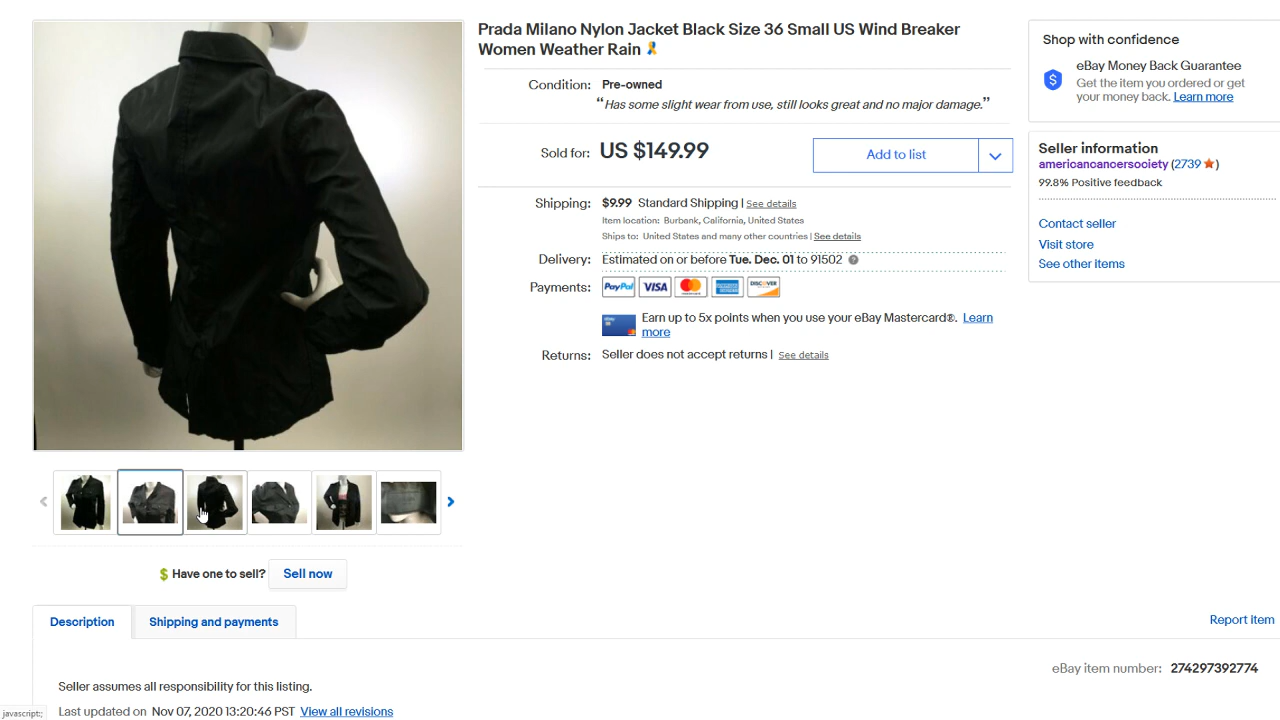 Prada Milano Nylon Jacket Black Size 36 Small US Wind Breaker
Women Weather Rain
Condition: Pre-owned
“Has some slight wear from use, still looks great and no major damage.”
Sold for: US $149.99
Add to list
Shipping: $9.99 Standard Shipping | See details
Item location: Burbank, California, United States
Ships to: United States and many other countries | See details
Delivery: Estimated on or before Tue. Dec. 01 to 91502 ?
Payments: PayPal VISA MasterCard AMERICAN EXPRESS DISCOVER
Earn up to 5x points when you use your eBay Mastercard®. Learn
more
Returns: Seller does not accept returns | See details
Shop with confidence
eBay Money Back Guarantee
Get the item you ordered or get
your money back. Learn more
Seller information
americancancersociety (2739)
99.8% Positive feedback
Contact seller
Visit store
See other items
$ Have one to sell? Sell now
Description Shipping and payments
Report item
eBay item number: 274297392774
Seller assumes all responsibility for this listing.
Last updated on Nov 07, 2020 13:20:46 PST View all revisions
javascript:;